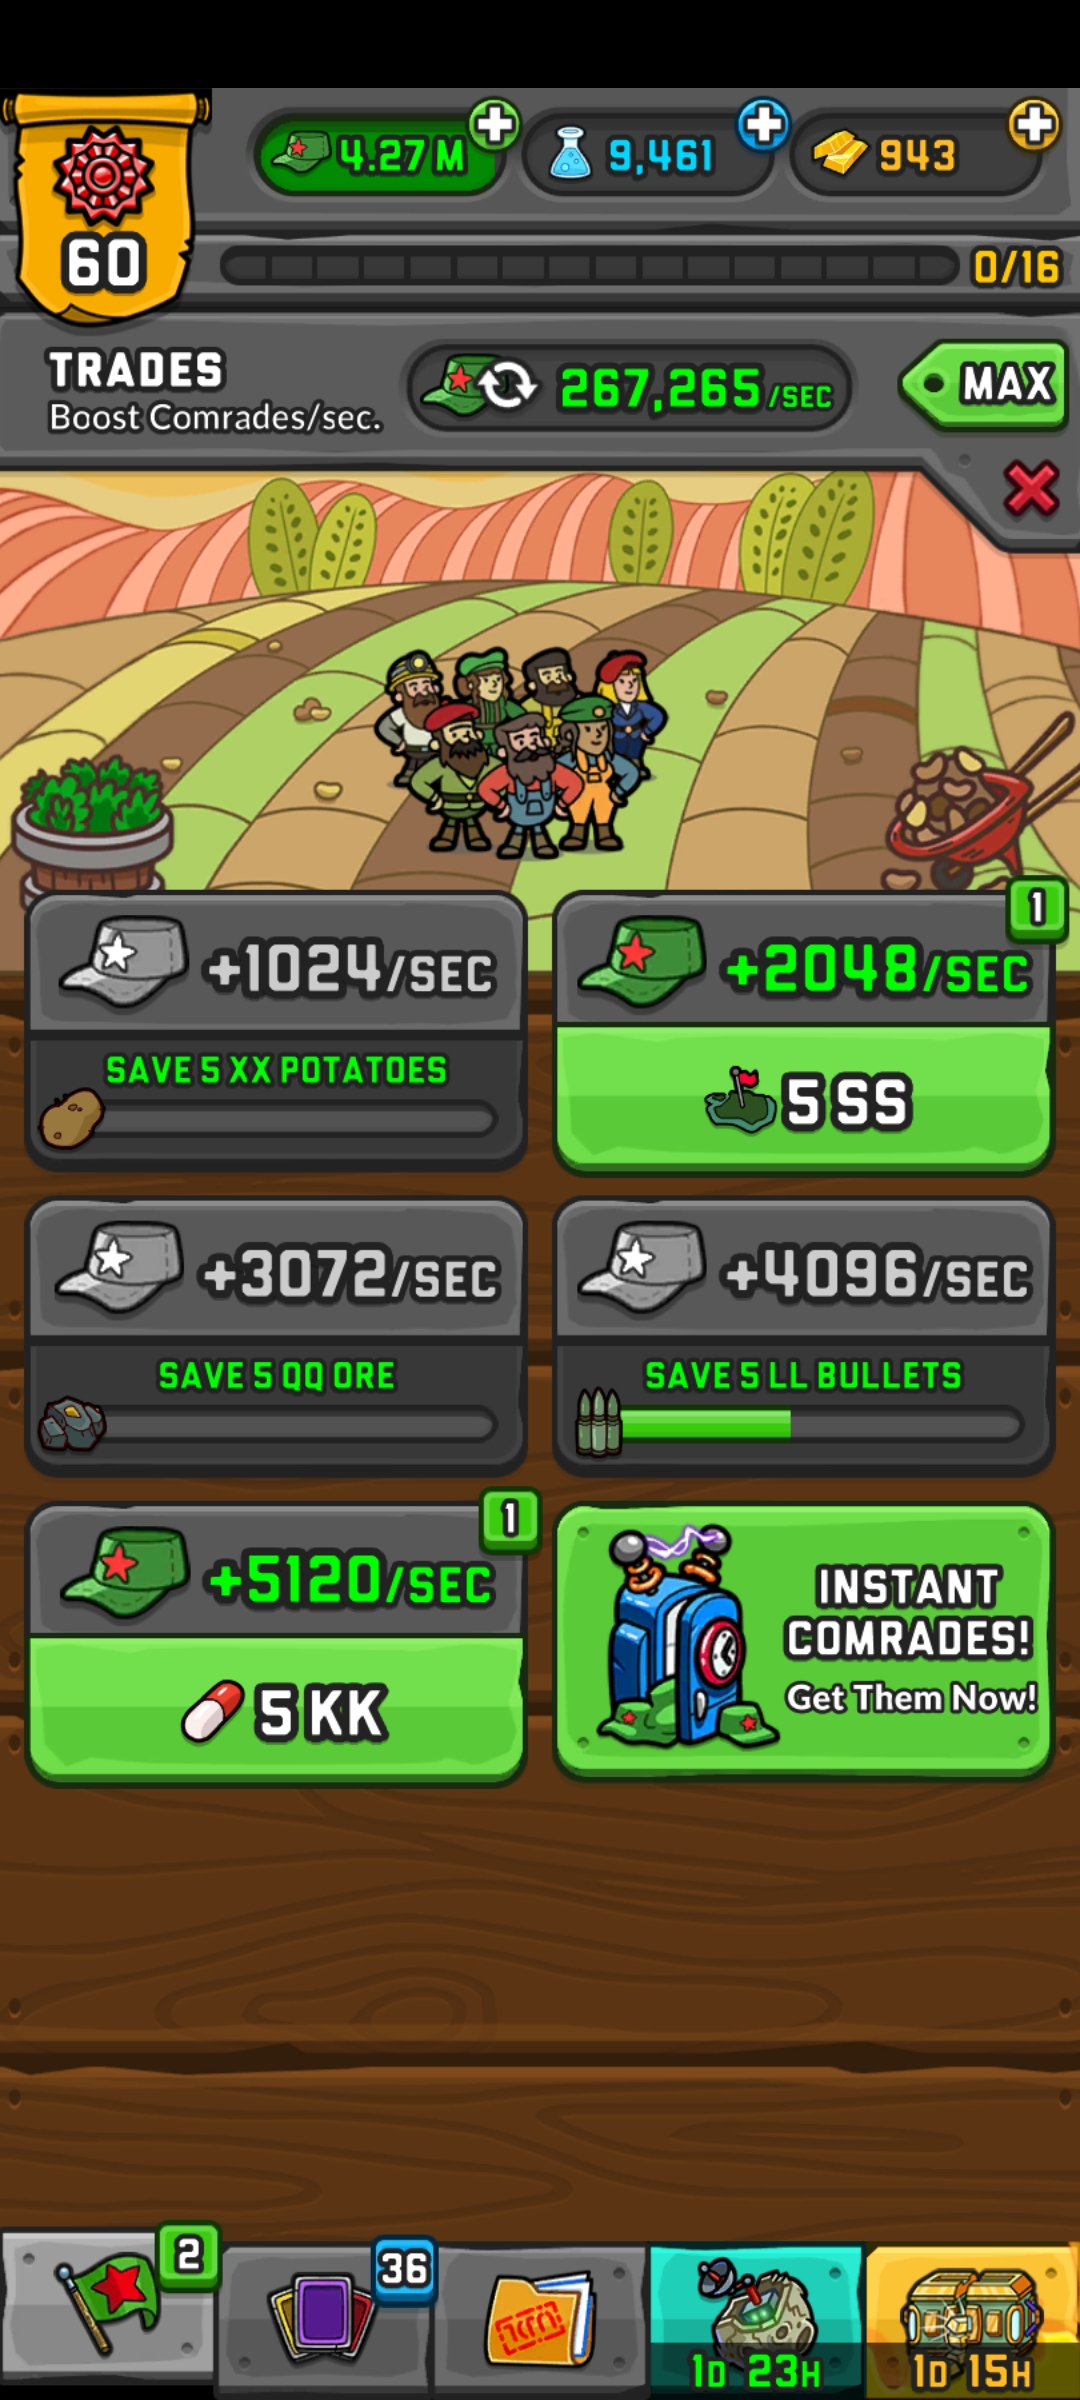 60
4.27 M
9,461
943
0/16
TRADES
Boost Comrades/sec.
267,265/SEC
MAX
+1024/SEC
SAVE 5 XX POTATOES
1
+2048/SEC
5 SS
+3072/SEC
SAVE 5 QQ ORE
+4096/SEC
SAVE 5 LL BULLETS
1
+5120/SEC
5 KK
INSTANT
COMRADES!
Get Them Now!
2
36
1D 23H
1D 15H